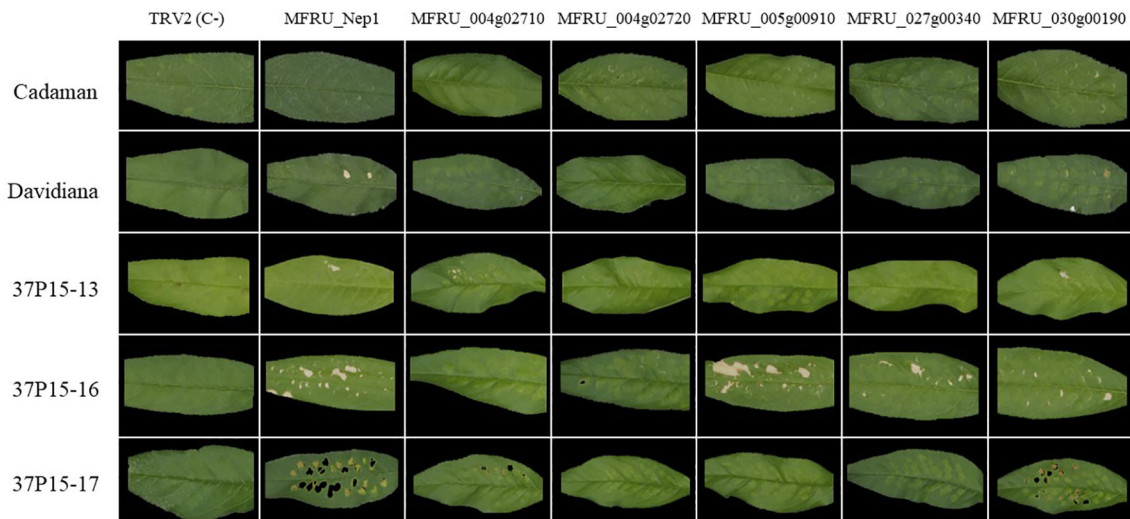 TRV2 (C-) MFRU_Nep1 MFRU_004g02710 MFRU_004g02720 MFRU_005g00910 MFRU_027g00340 MFRU_030g00190
Cadaman
Davidiana
37P15-13
37P15-16
37P15-17